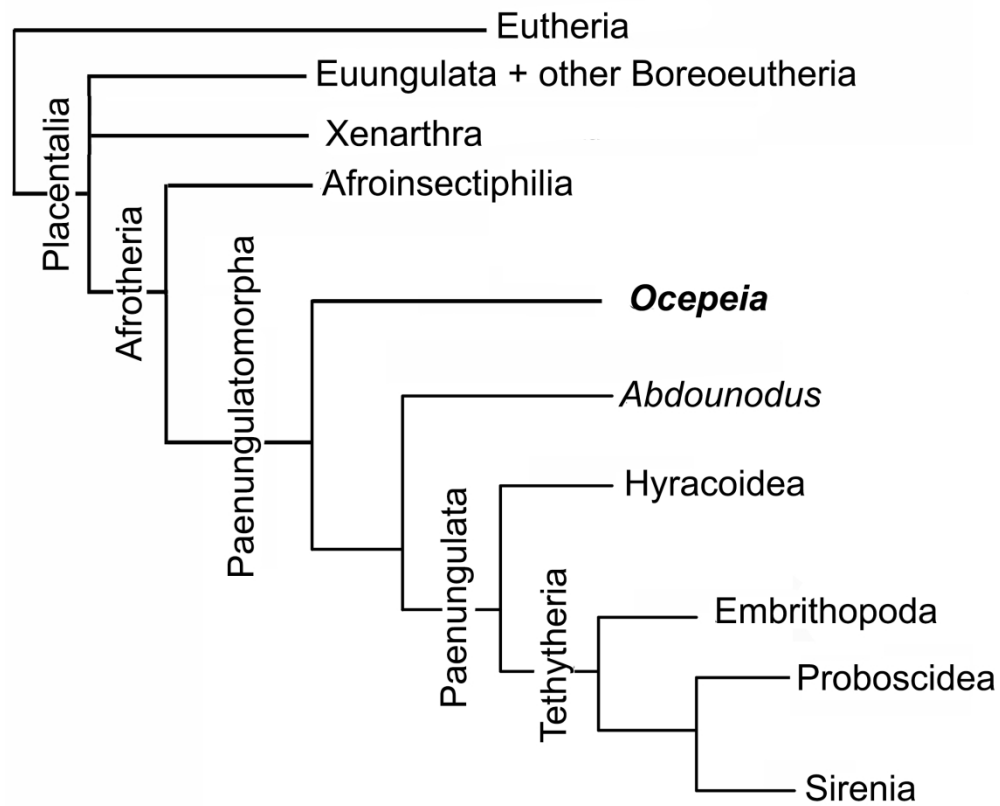 Eutheria
Euungulata + other Boreoeutheria
Placentalia
Xenarthra
Afroinsectiphilia
Afrotheria
Paenungulatomorpha
Ocepeia
Abdounodus
Hyracoidea
Paenungulata
Tethytheria
Embrithopoda
Proboscidea
Sirenia